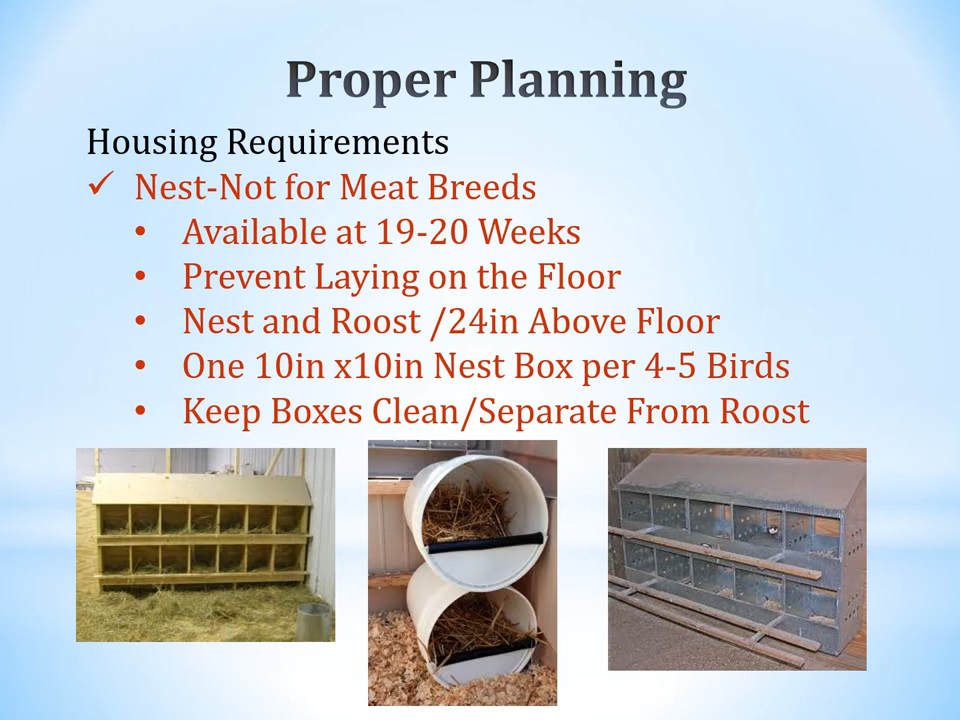 Proper Planning
Housing Requirements
✓ Nest-Not for Meat Breeds
• Available at 19-20 Weeks
• Prevent Laying on the Floor
• Nest and Roost /24in Above Floor
• One 10in x10in Nest Box per 4-5 Birds
• Keep Boxes Clean/Separate From Roost